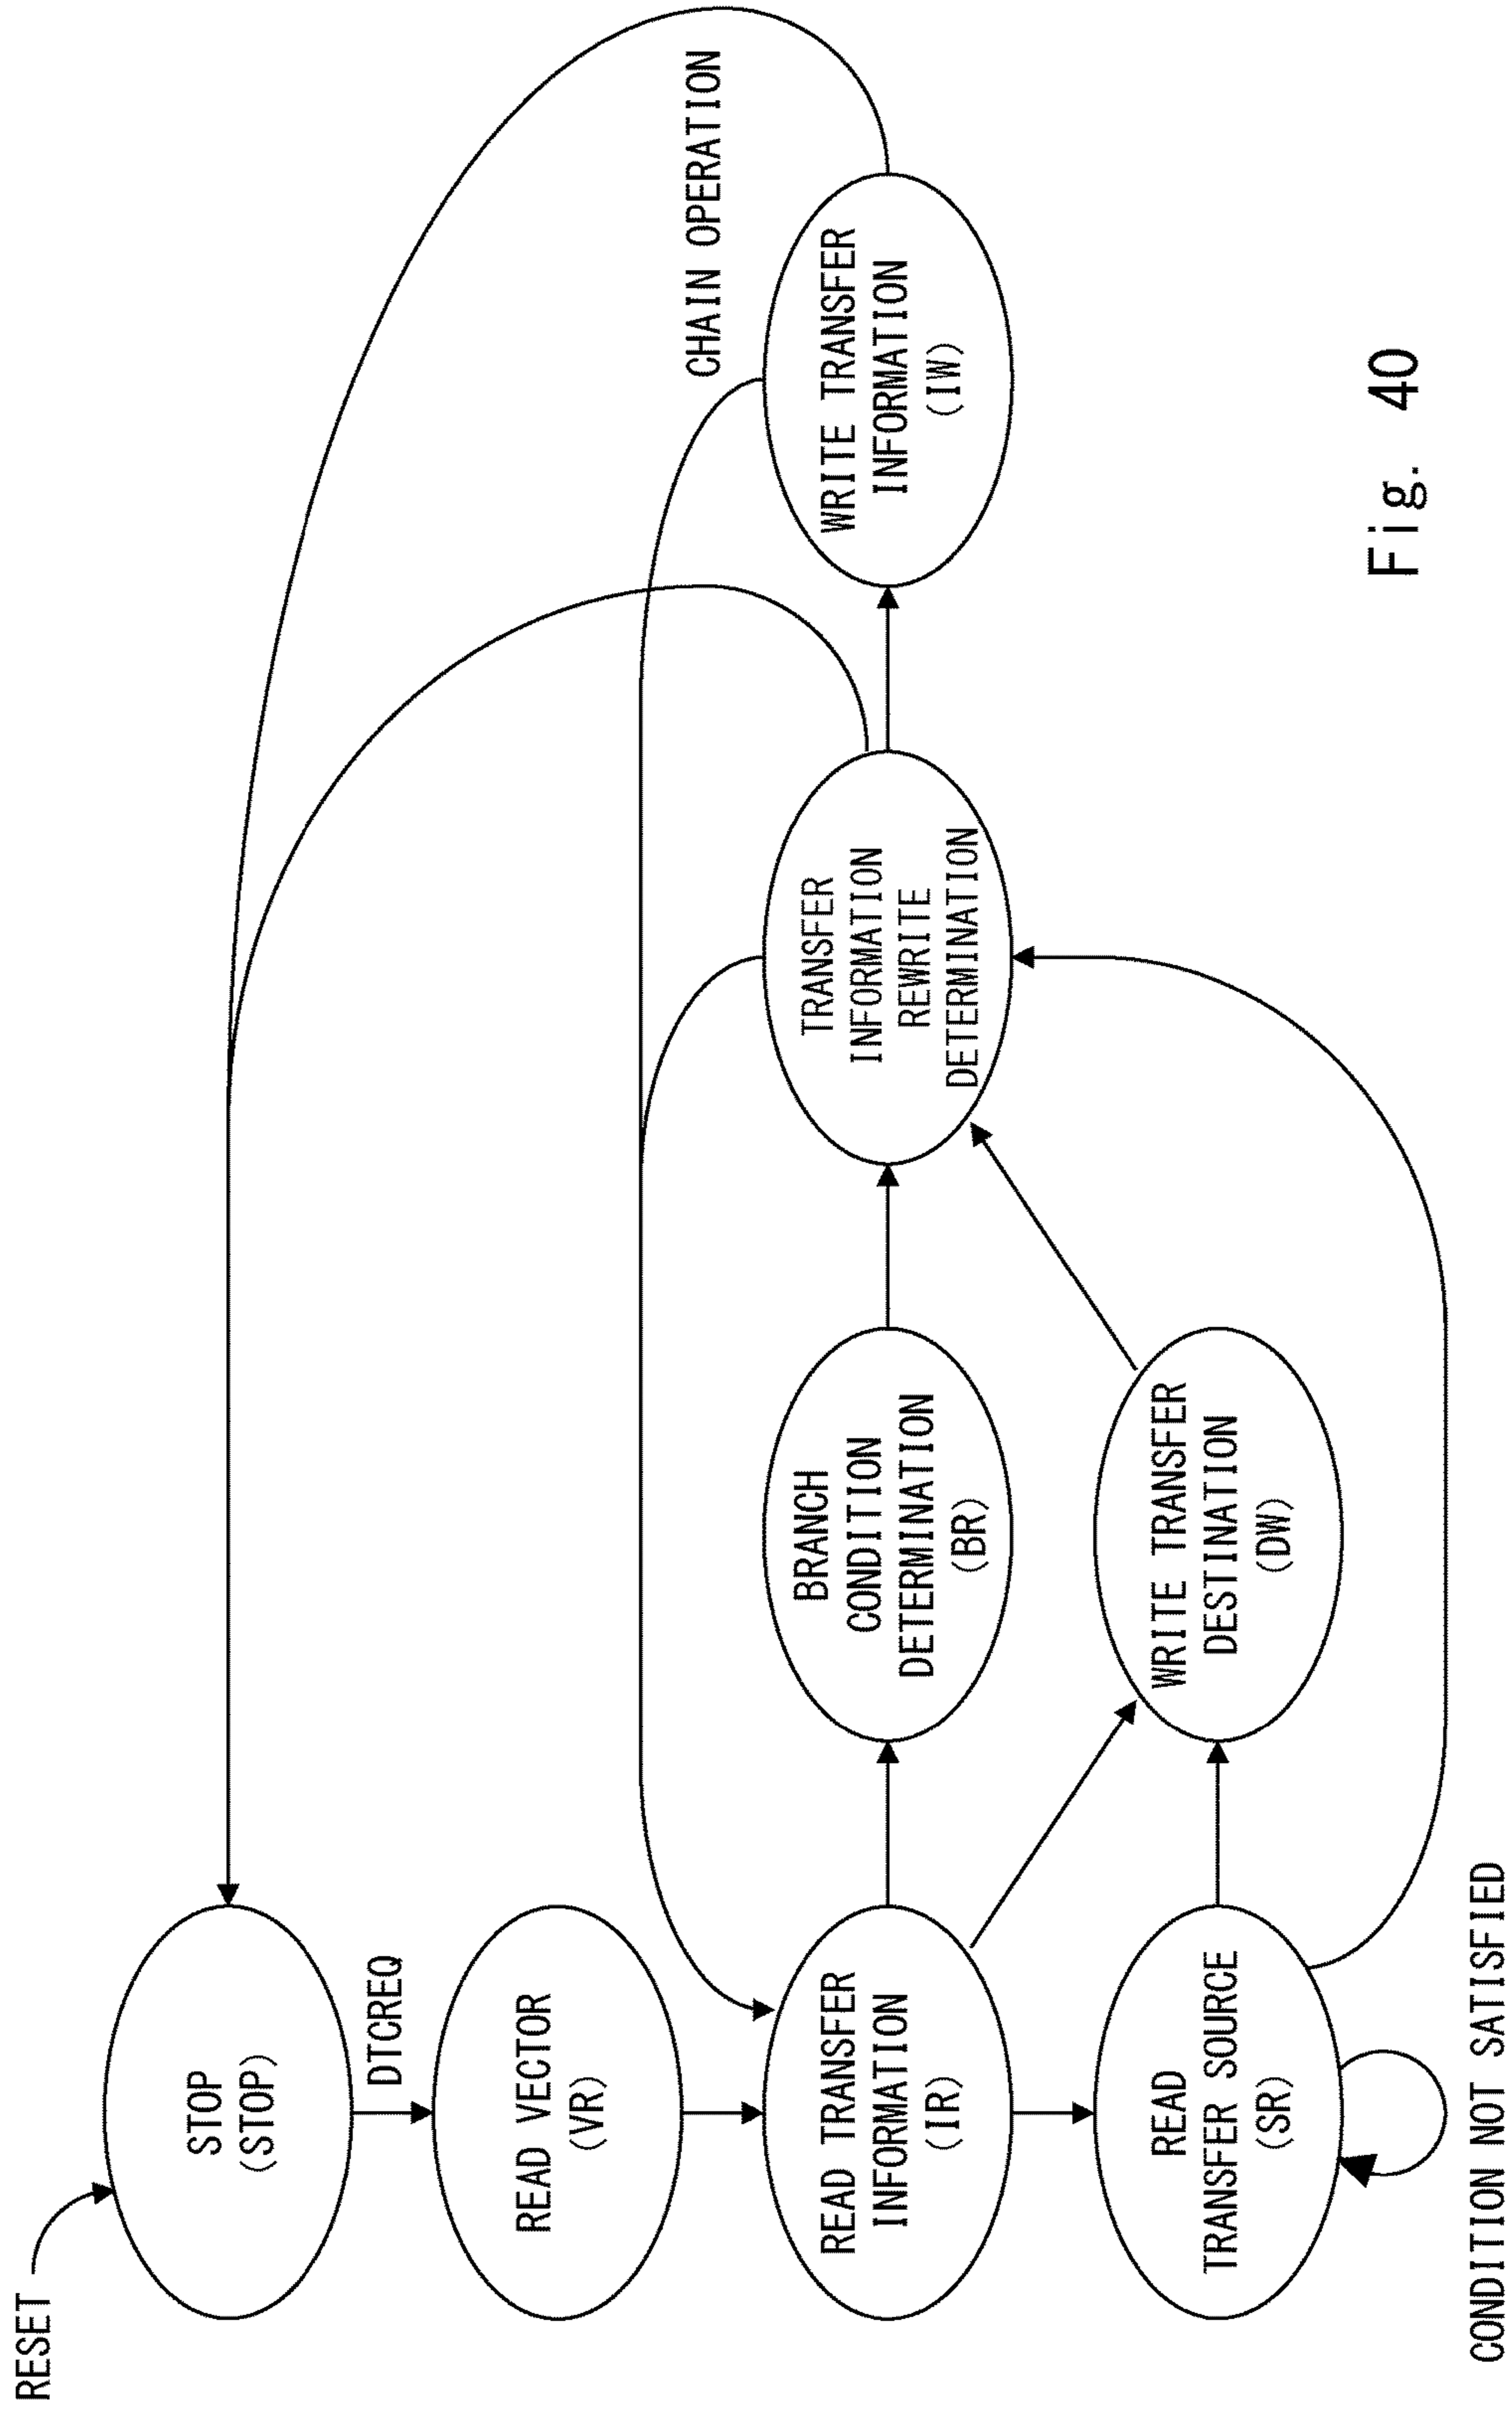 RESET
STOP
(STOP)
DTCREQ
READ VECTOR
(VR)
READ TRANSFER
INFORMATION
(IR)
READ
TRANSFER SOURCE
(SR)
CONDITION NOT SATISFIED
BRANCH
CONDITION
DETERMINATION
(BR)
WRITE TRANSFER
DESTINATION
(DW)
TRANSFER
INFORMATION
REWRITE
DETERMINATION
CHAIN OPERATION
WRITE TRANSFER
INFORMATION
(IW)
Fig. 40